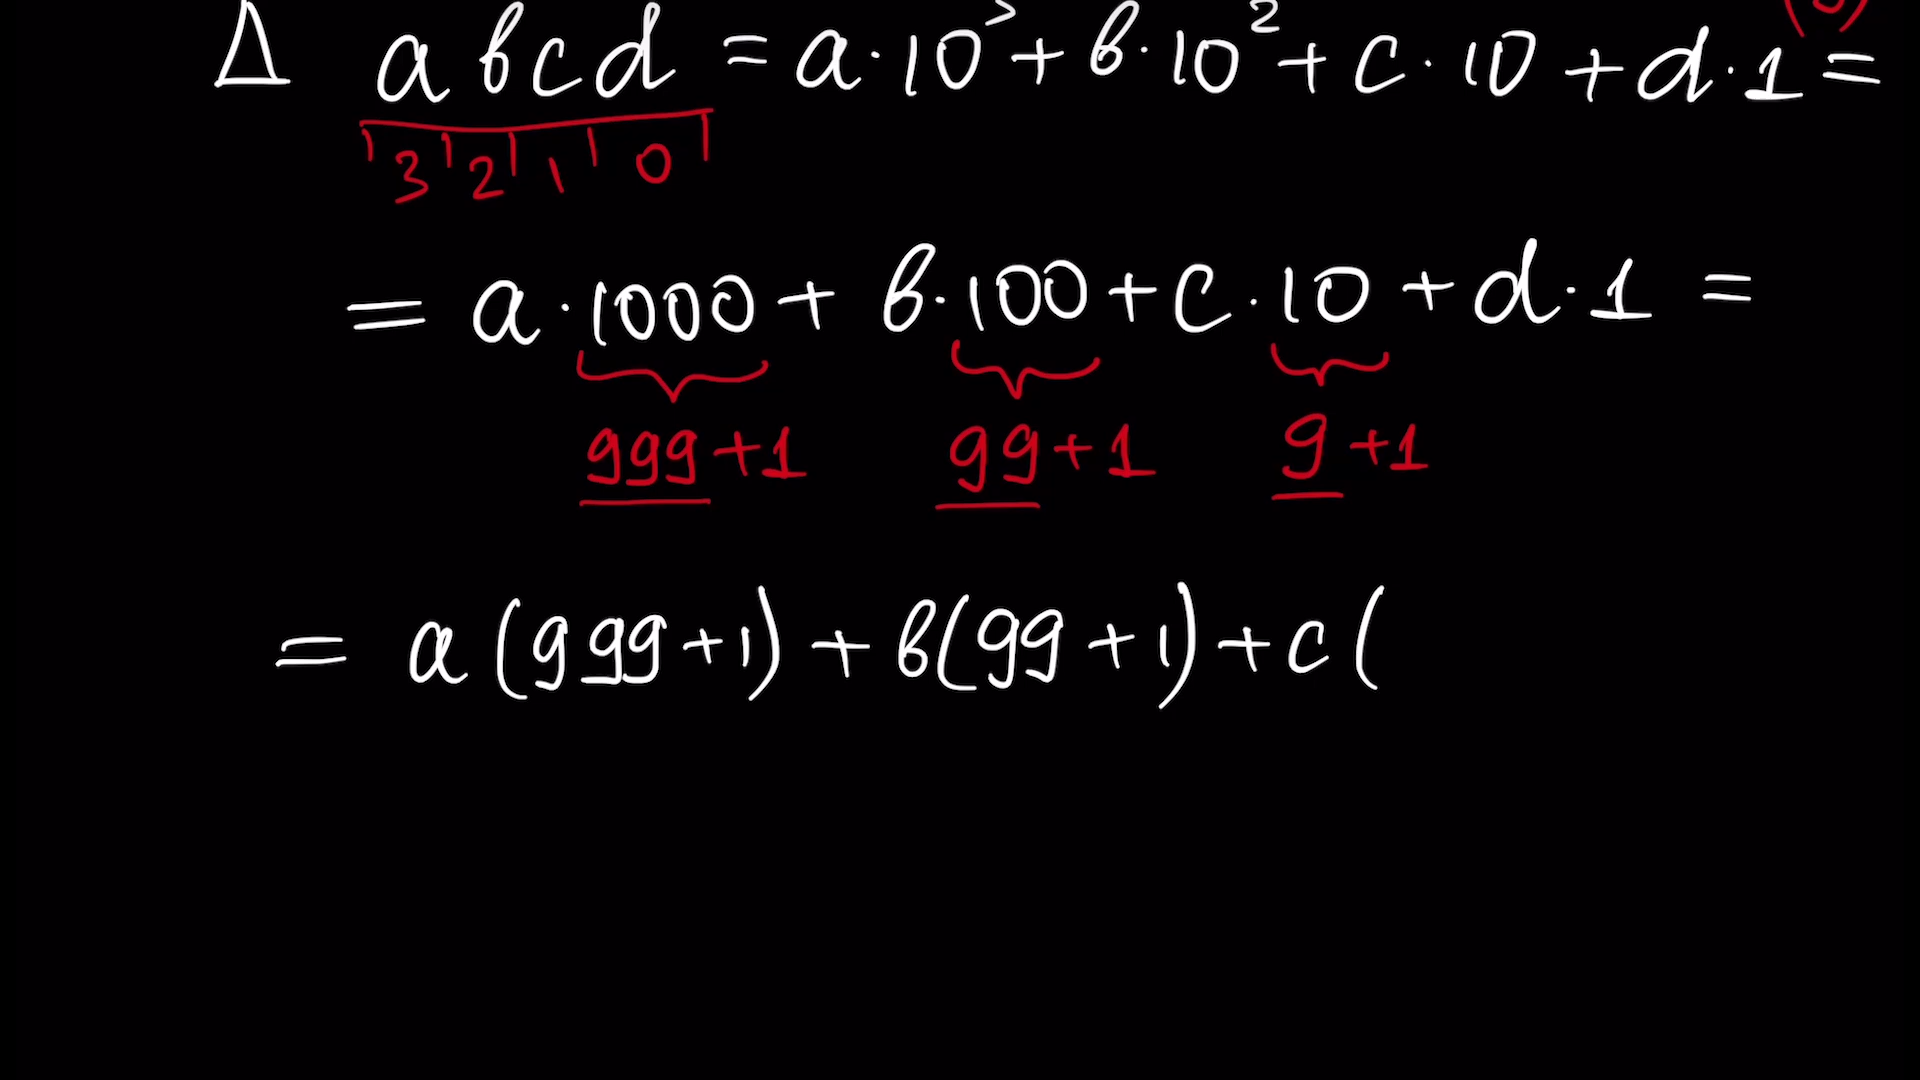 Δ abcd = a·10³ + b·10² + c·10 + d·1 =
3 2 1 0
= a·1000 + b·100 + c·10 + d·1 =
999+1 99+1 9+1
= a(999+1) + b(99+1) + c(